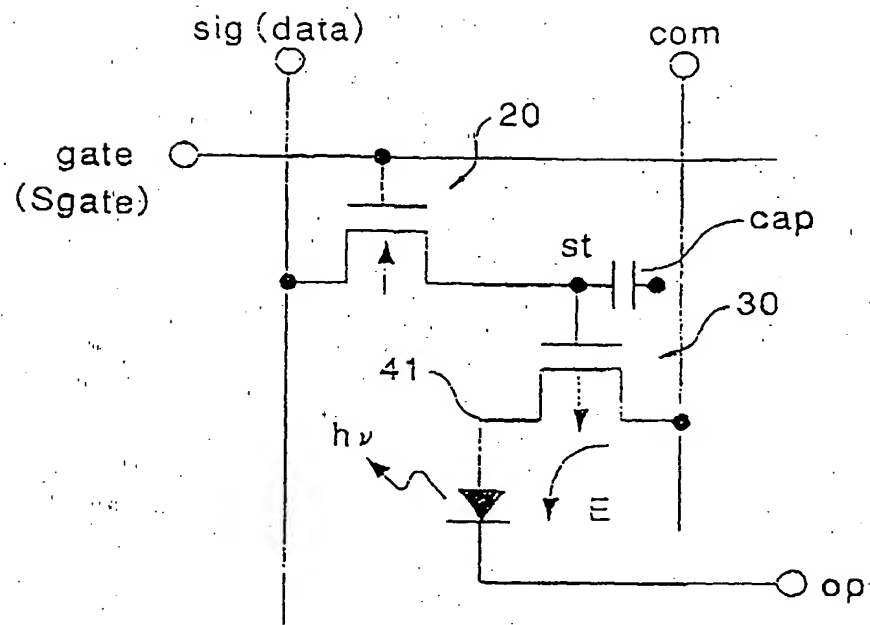 sig (data)
com
gate
(Sgate)
20
st
cap
30
41
hν
E
op